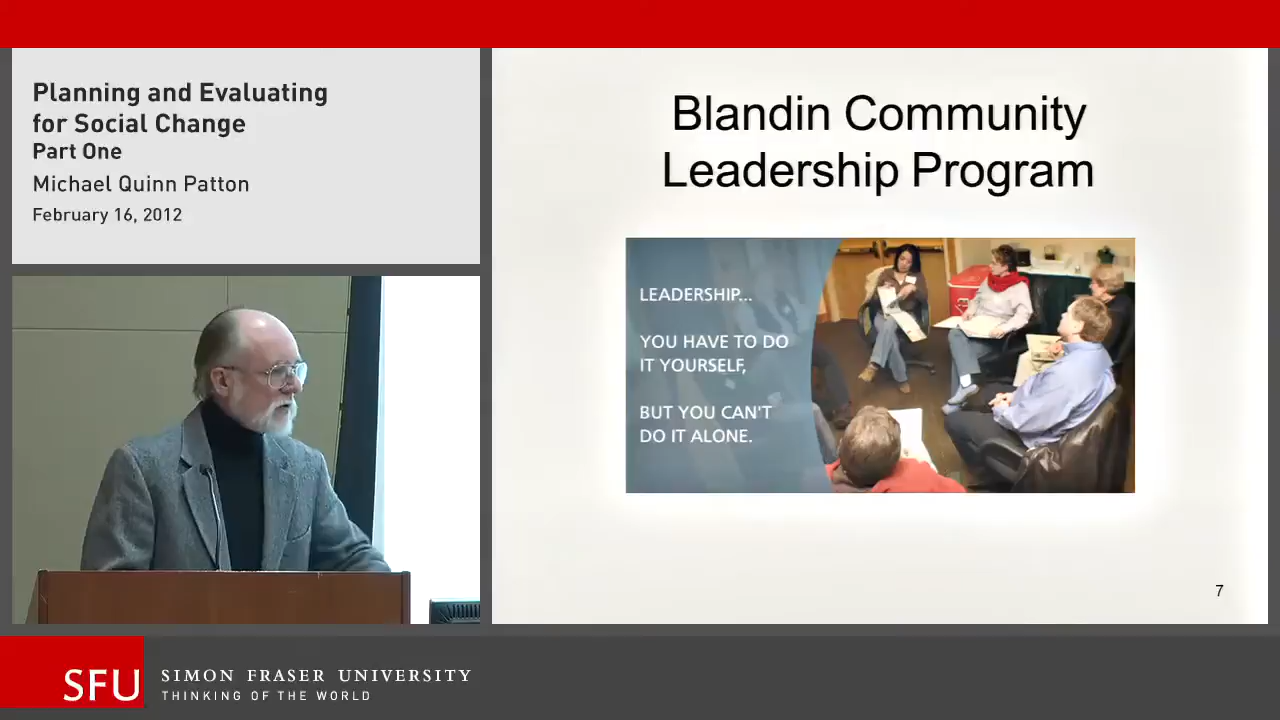 Planning and Evaluating
for Social Change
Part One
Michael Quinn Patton
February 16, 2012
Blandin Community
Leadership Program
LEADERSHIP...
YOU HAVE TO DO
IT YOURSELF,
BUT YOU CAN'T
DO IT ALONE.
7
SFU
SIMON FRASER UNIVERSITY
THINKING OF THE WORLD